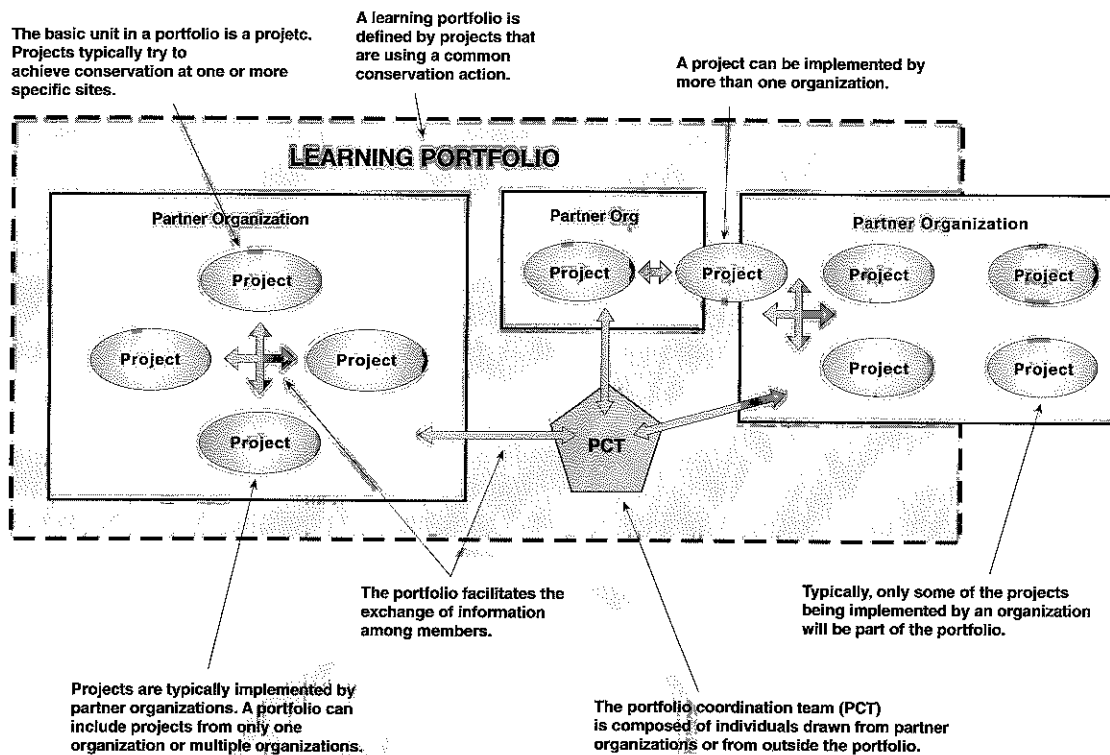 The basic unit in a portfolio is a projetc.
Projects typically try to
achieve conservation at one or more
specific sites.
A learning portfolio is
defined by projects that
are using a common
conservation action.
A project can be implemented by
more than one organization.
LEARNING PORTFOLIO
Partner Organization
Project
Project
Project
Project
Partner Org
Project
Project
Partner Organization
Project
Project
Project
Project
PCT
The portfolio facilitates the
exchange of information
among members.
Typically, only some of the projects
being implemented by an organization
will be part of the portfolio.
Projects are typically implemented by
partner organizations. A portfolio can
include projects from only one
organization or multiple organizations.
The portfolio coordination team (PCT)
is composed of individuals drawn from partner
organizations or from outside the portfolio.